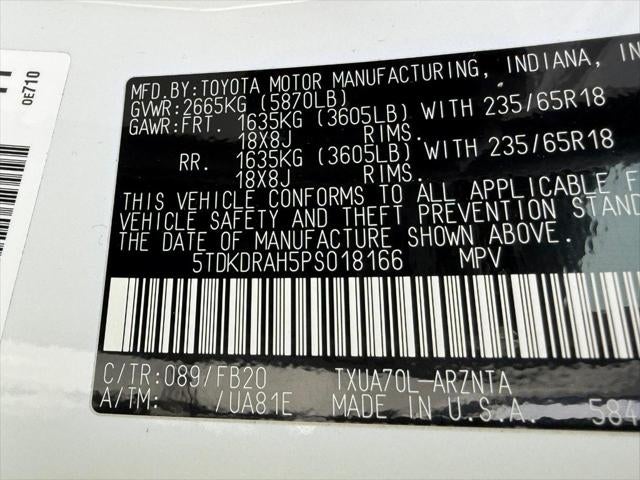 0E710
MFD.BY:TOYOTA MOTOR MANUFACTURING, INDIANA, IN
GVWR:2665KG (5870LB)
GAWR:FRT. 1635KG (3605LB) WITH 235/65R18
18X8J RIMS.
RR. 1635KG (3605LB) WITH 235/65R18
18X8J RIMS.
THIS VEHICLE CONFORMS TO ALL APPLICABLE F
VEHICLE SAFETY AND THEFT PREVENTION STAND
THE DATE OF MANUFACTURE SHOWN ABOVE.
5TDKDRAH5PS018166 MPV
C/TR:089/FB20 TXUA70L-ARZNTA
A/TM: /UA81E MADE IN U.S.A. 584